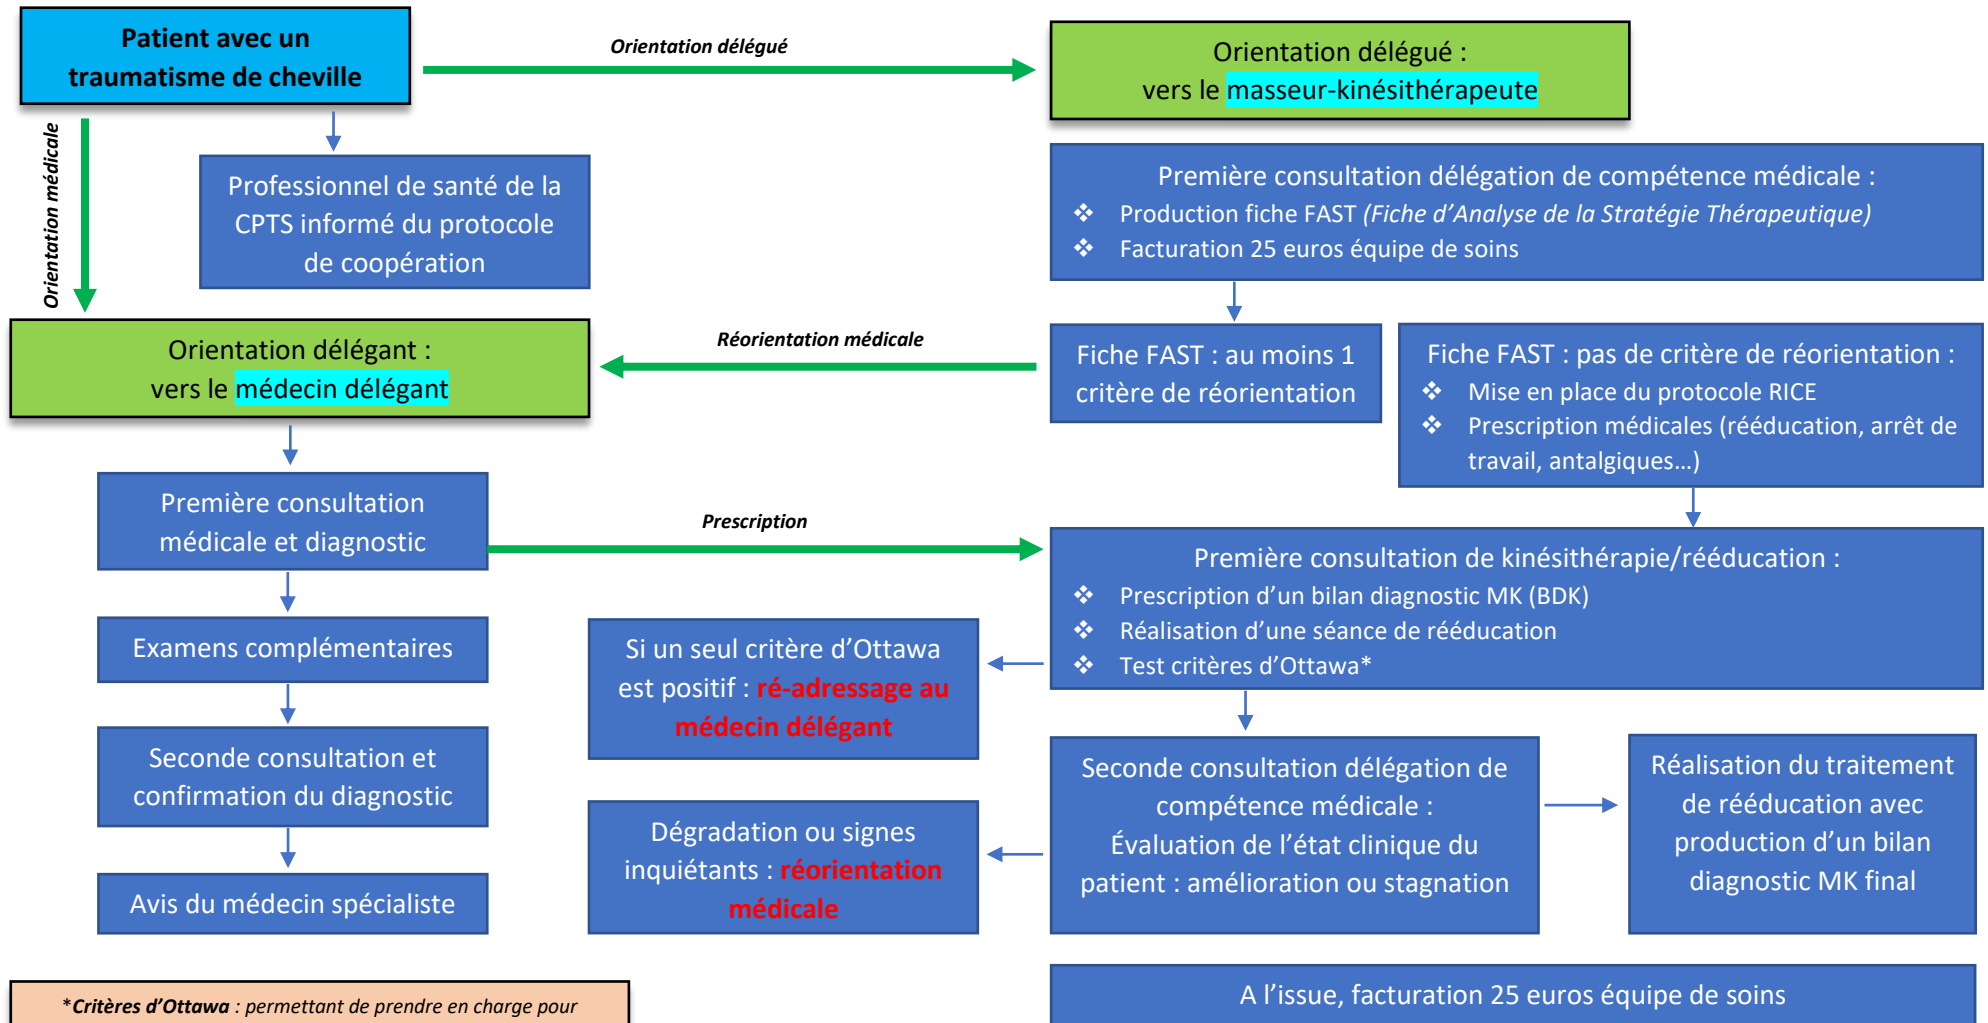 Patient avec un
traumatisme de cheville
Orientation délégué
Orientation délégué :
vers le masseur-kinésithérapeute
Orientation médicale
Professionnel de santé de la
CPTS informé du protocole
de coopération
Première consultation délégation de compétence médicale :
❖ Production fiche FAST (Fiche d’Analyse de la Stratégie Thérapeutique)
❖ Facturation 25 euros équipe de soins
Orientation délégant :
vers le médecin délégant
Réorientation médicale
Fiche FAST : au moins 1
critère de réorientation
Fiche FAST : pas de critère de réorientation :
❖ Mise en place du protocole RICE
❖ Prescription médicales (rééducation, arrêt de
travail, antalgiques…)
Première consultation
médicale et diagnostic
Prescription
Première consultation de kinésithérapie/rééducation :
❖ Prescription d’un bilan diagnostic MK (BDK)
❖ Réalisation d’une séance de rééducation
❖ Test critères d’Ottawa*
Examens complémentaires
Si un seul critère d’Ottawa
est positif : ré-adressage au
médecin délégant
Seconde consultation et
confirmation du diagnostic
Seconde consultation délégation de
compétence médicale :
Évaluation de l’état clinique du
patient : amélioration ou stagnation
Réalisation du traitement
de rééducation avec
production d’un bilan
diagnostic MK final
Dégradation ou signes
inquiétants : réorientation
médicale
Avis du médecin spécialiste
*Critères d’Ottawa : permettant de prendre en charge pour
A l’issue, facturation 25 euros équipe de soins